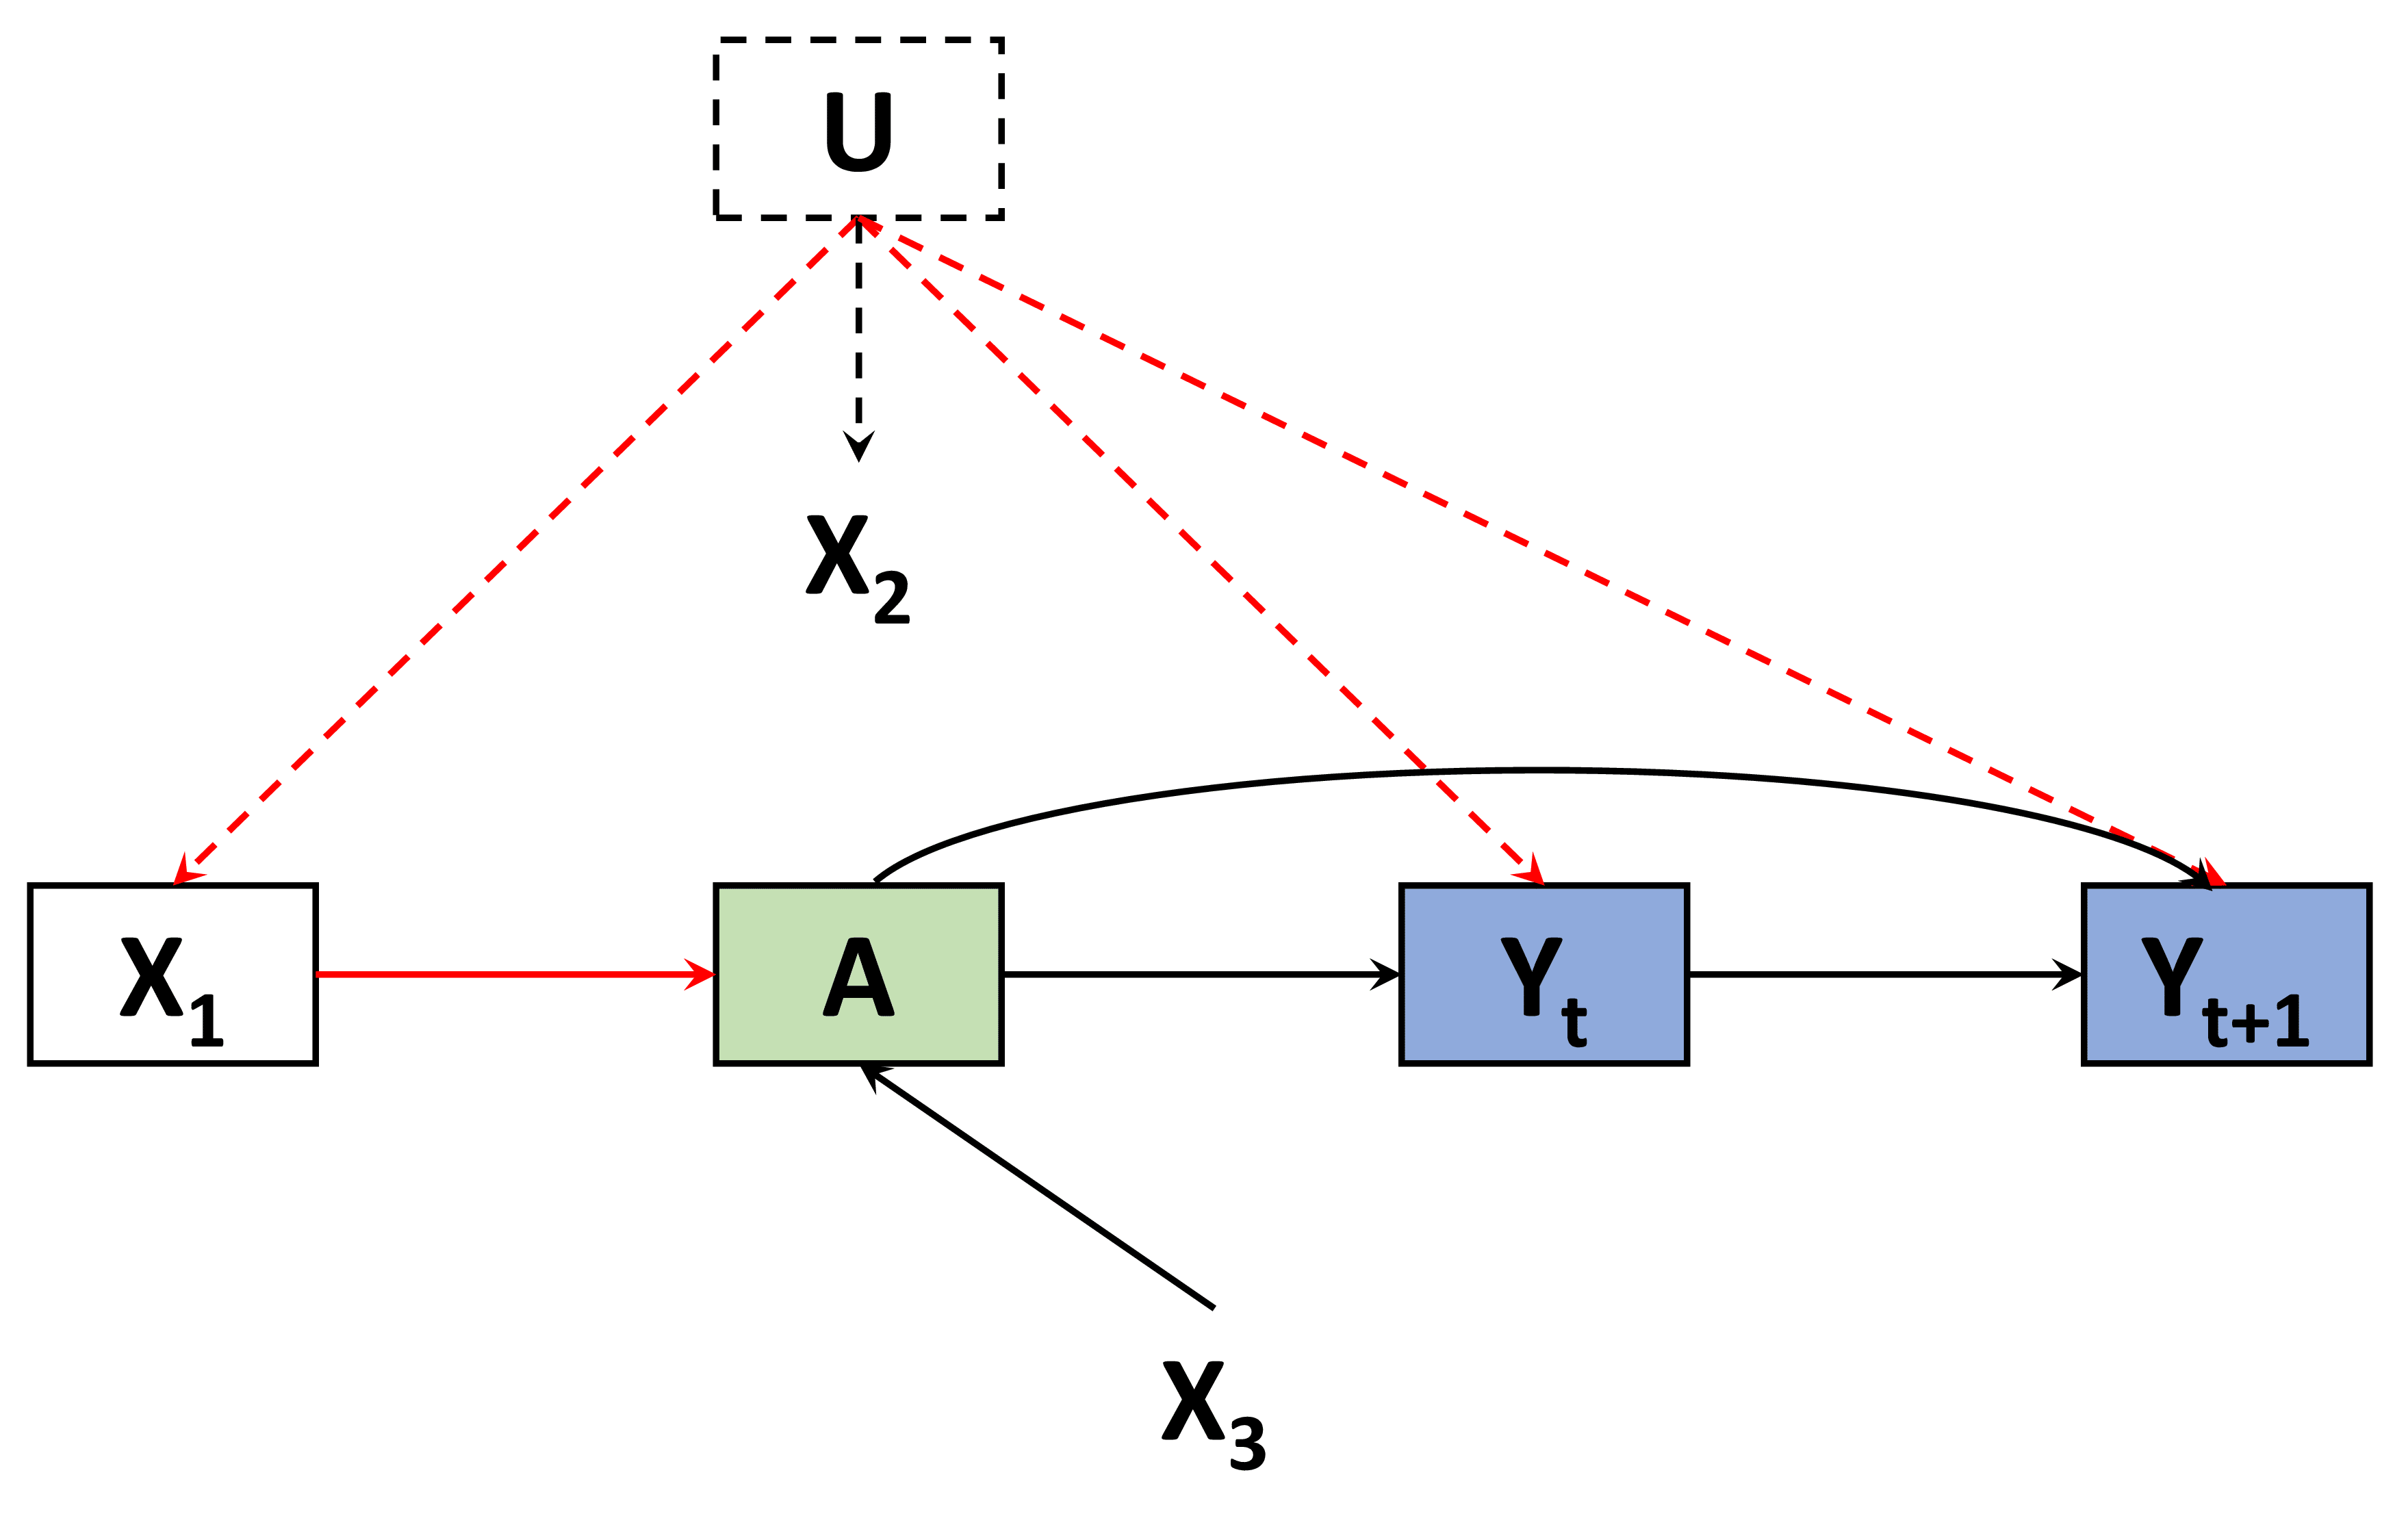 U
X₂
X₁ A Yₜ Yₜ₊₁
X₃